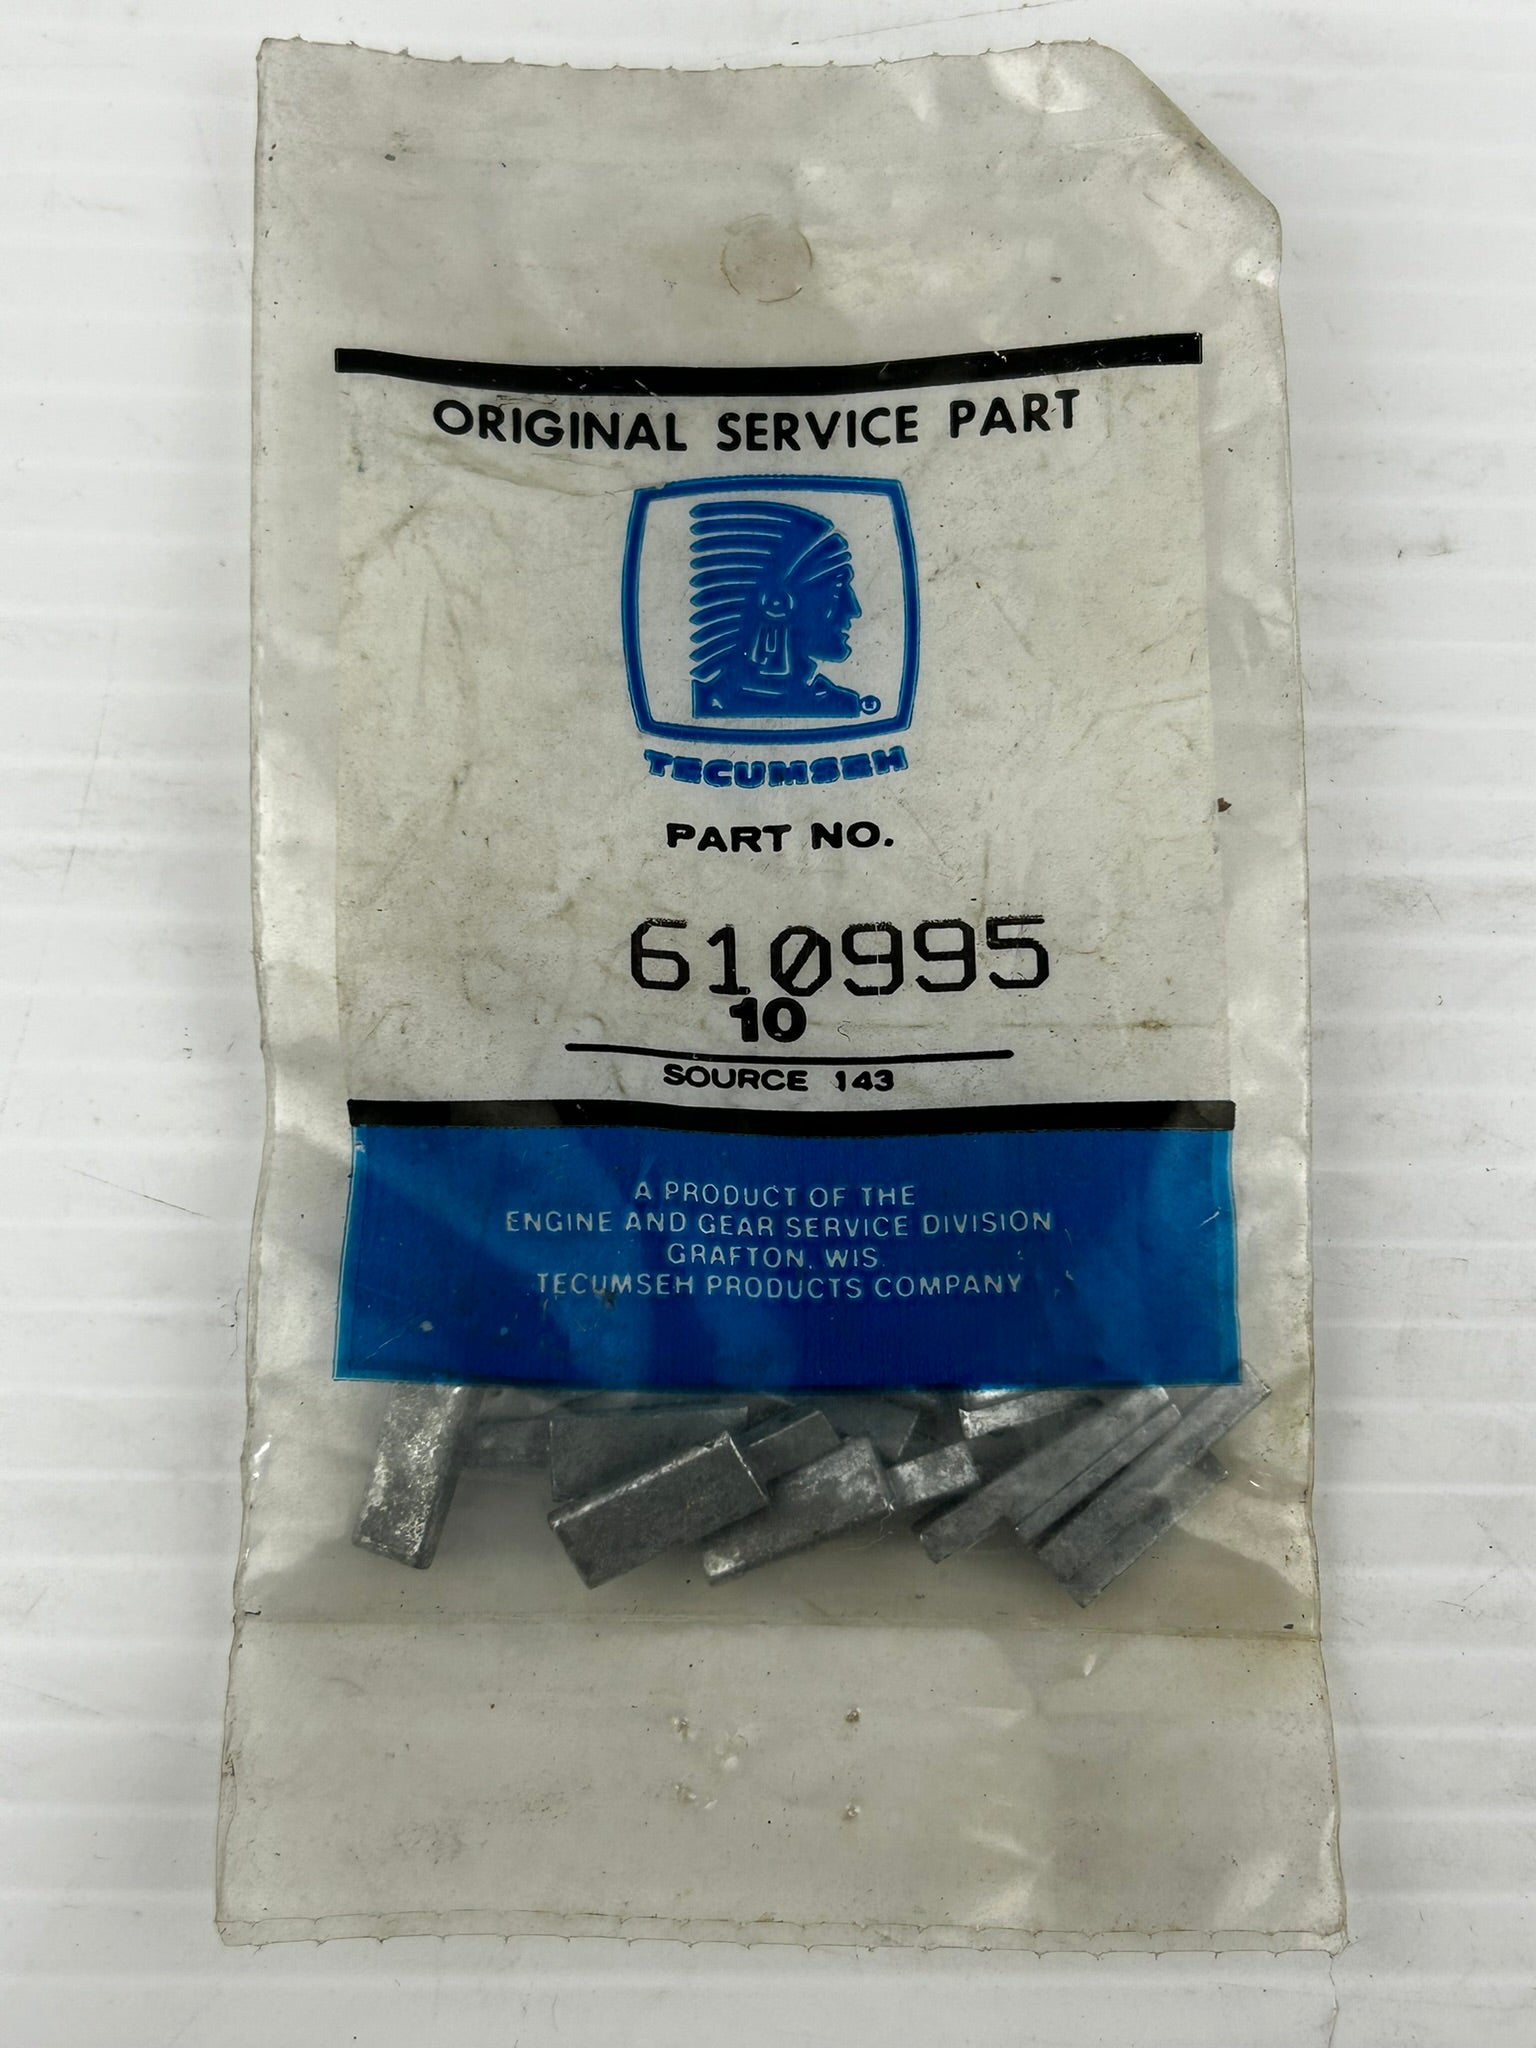 ORIGINAL SERVICE PART
TECUMSEH
PART NO.
610995
10
SOURCE 143
A PRODUCT OF THE
ENGINE AND GEAR SERVICE DIVISION
GRAFTON, WIS.
TECUMSEH PRODUCTS COMPANY